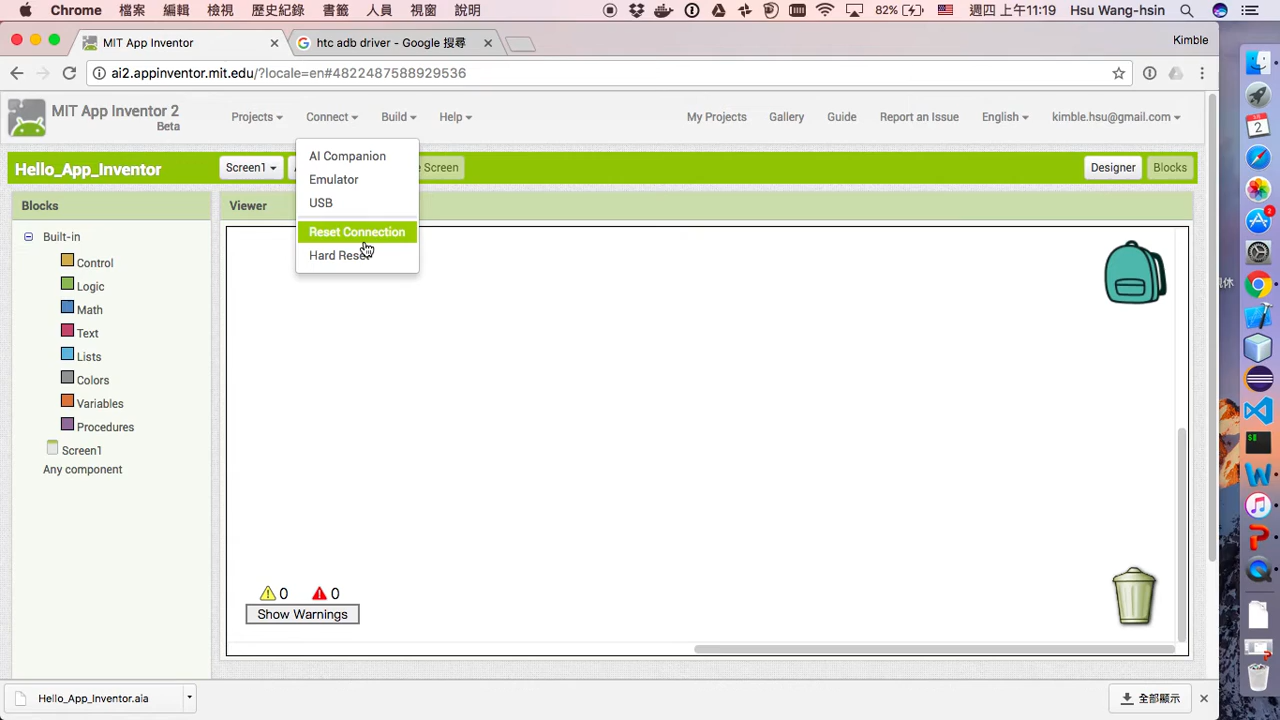 Chrome 檔案 編輯 檢視 歷史紀錄 書籤 人員 視窗 說明 82% 週四 上午11:19 Hsu Wang-hsin
MIT App Inventor
htc adb driver - Google 搜尋
Kimble
ai2.appinventor.mit.edu/?locale=en#4822487588929536
MIT App Inventor 2
Beta
Projects Connect Build Help My Projects Gallery Guide Report an Issue English kimble.hsu@gmail.com
Hello_App_Inventor
Screen1
Screen
Designer
Blocks
AI Companion
Emulator
USB
Reset Connection
Hard Reset
Blocks
Viewer
Built-in
Control
Logic
Math
Text
Lists
Colors
Variables
Procedures
Screen1
Any component
0 0
Show Warnings
Hello_App_Inventor.aia
全部顯示
2